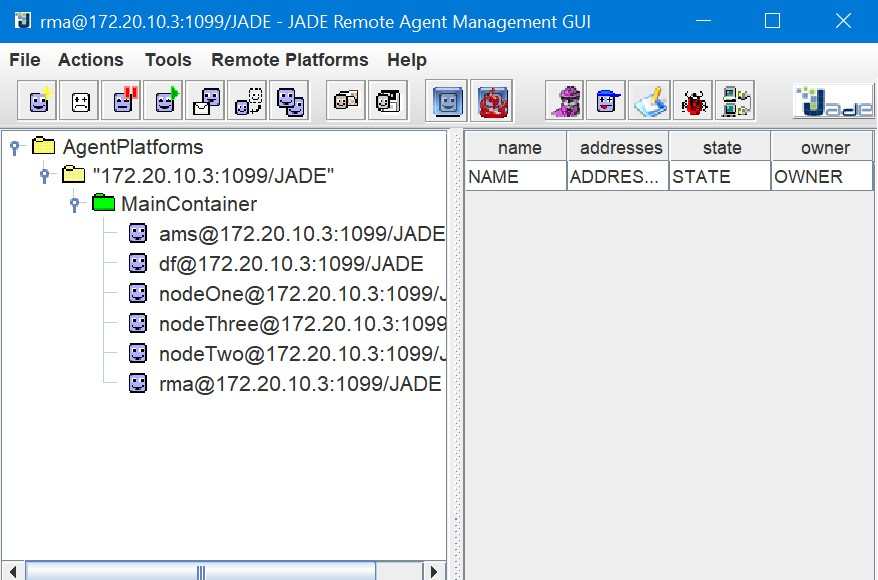 rma@172.20.10.3:1099/JADE - JADE Remote Agent Management GUI
File Actions Tools Remote Platforms Help
Jade
AgentPlatforms
"172.20.10.3:1099/JADE"
MainContainer
ams@172.20.10.3:1099/JADE
df@172.20.10.3:1099/JADE
nodeOne@172.20.10.3:1099/J
nodeThree@172.20.10.3:1099
nodeTwo@172.20.10.3:1099/J
rma@172.20.10.3:1099/JADE
name addresses state owner
NAME ADDRES... STATE OWNER